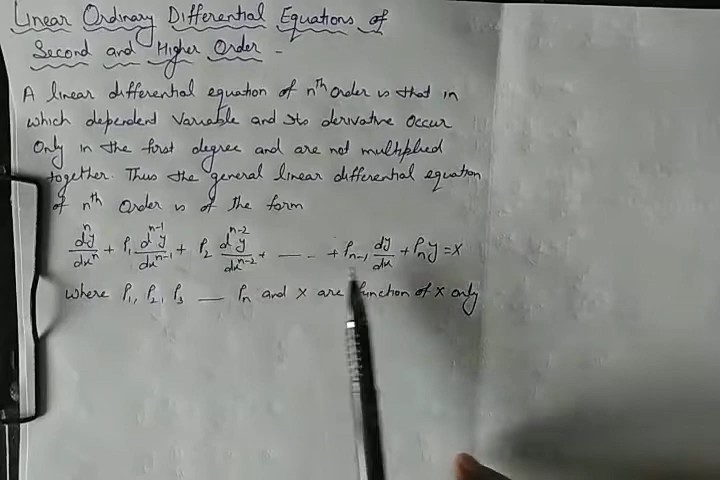 Linear Ordinary Differential Equations of
Second and Higher Order -
A linear differential equation of nth Order is that in
which dependent Variable and its derivative Occur
Only in the first degree and are not multiplied
together. Thus the general linear differential equation
of nth Order is of the form
dⁿy/dxⁿ + P₁ dⁿ⁻¹y/dxⁿ⁻¹ + P₂ dⁿ⁻²y/dxⁿ⁻² + — - - + Pₙ₋₁ dy/dx + Pₙy = X
where P₁, P₂, P₃ — Pₙ and X are function of x only